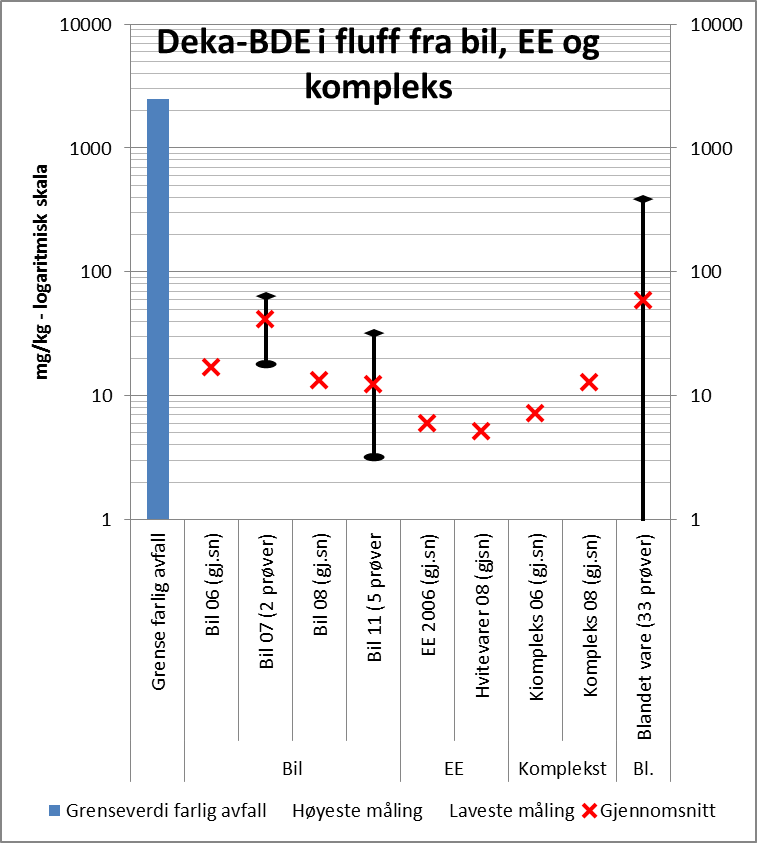 Deka-BDE i fluff fra bil, EE og
kompleks
10000
1000
100
10
1
10000
1000
100
10
1
mg/kg - logaritmisk skala
Grense farlig avfall
Bil 06 (gj.sn)
Bil 07 (2 prøver)
Bil 08 (gj.sn)
Bil 11 (5 prøver
EE 2006 (gj.sn)
Hvitevarer 08 (gjsn)
Kiompleks 06 (gj.sn)
Kompleks 08 (gj.sn)
Blandet vare (33 prøver)
Bil
EE
Komplekst
Bl.
Grenseverdi farlig avfall
Høyeste måling
Laveste måling
Gjennomsnitt